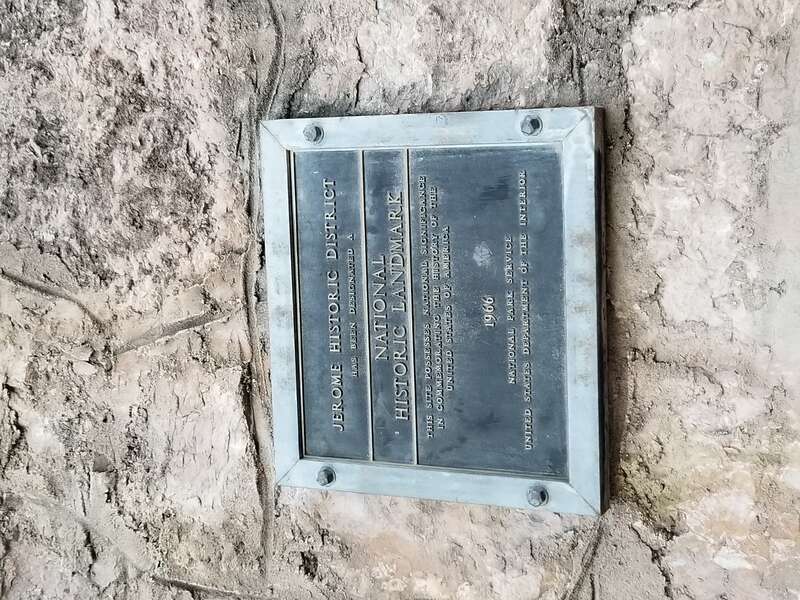 JEROME HISTORIC DISTRICT
HAS BEEN DESIGNATED A
NATIONAL
HISTORIC LANDMARK
THIS SITE POSSESSES NATIONAL SIGNIFICANCE
IN COMMEMORATING THE HISTORY OF THE
UNITED STATES OF AMERICA
1966
NATIONAL PARK SERVICE
UNITED STATES DEPARTMENT OF THE INTERIOR